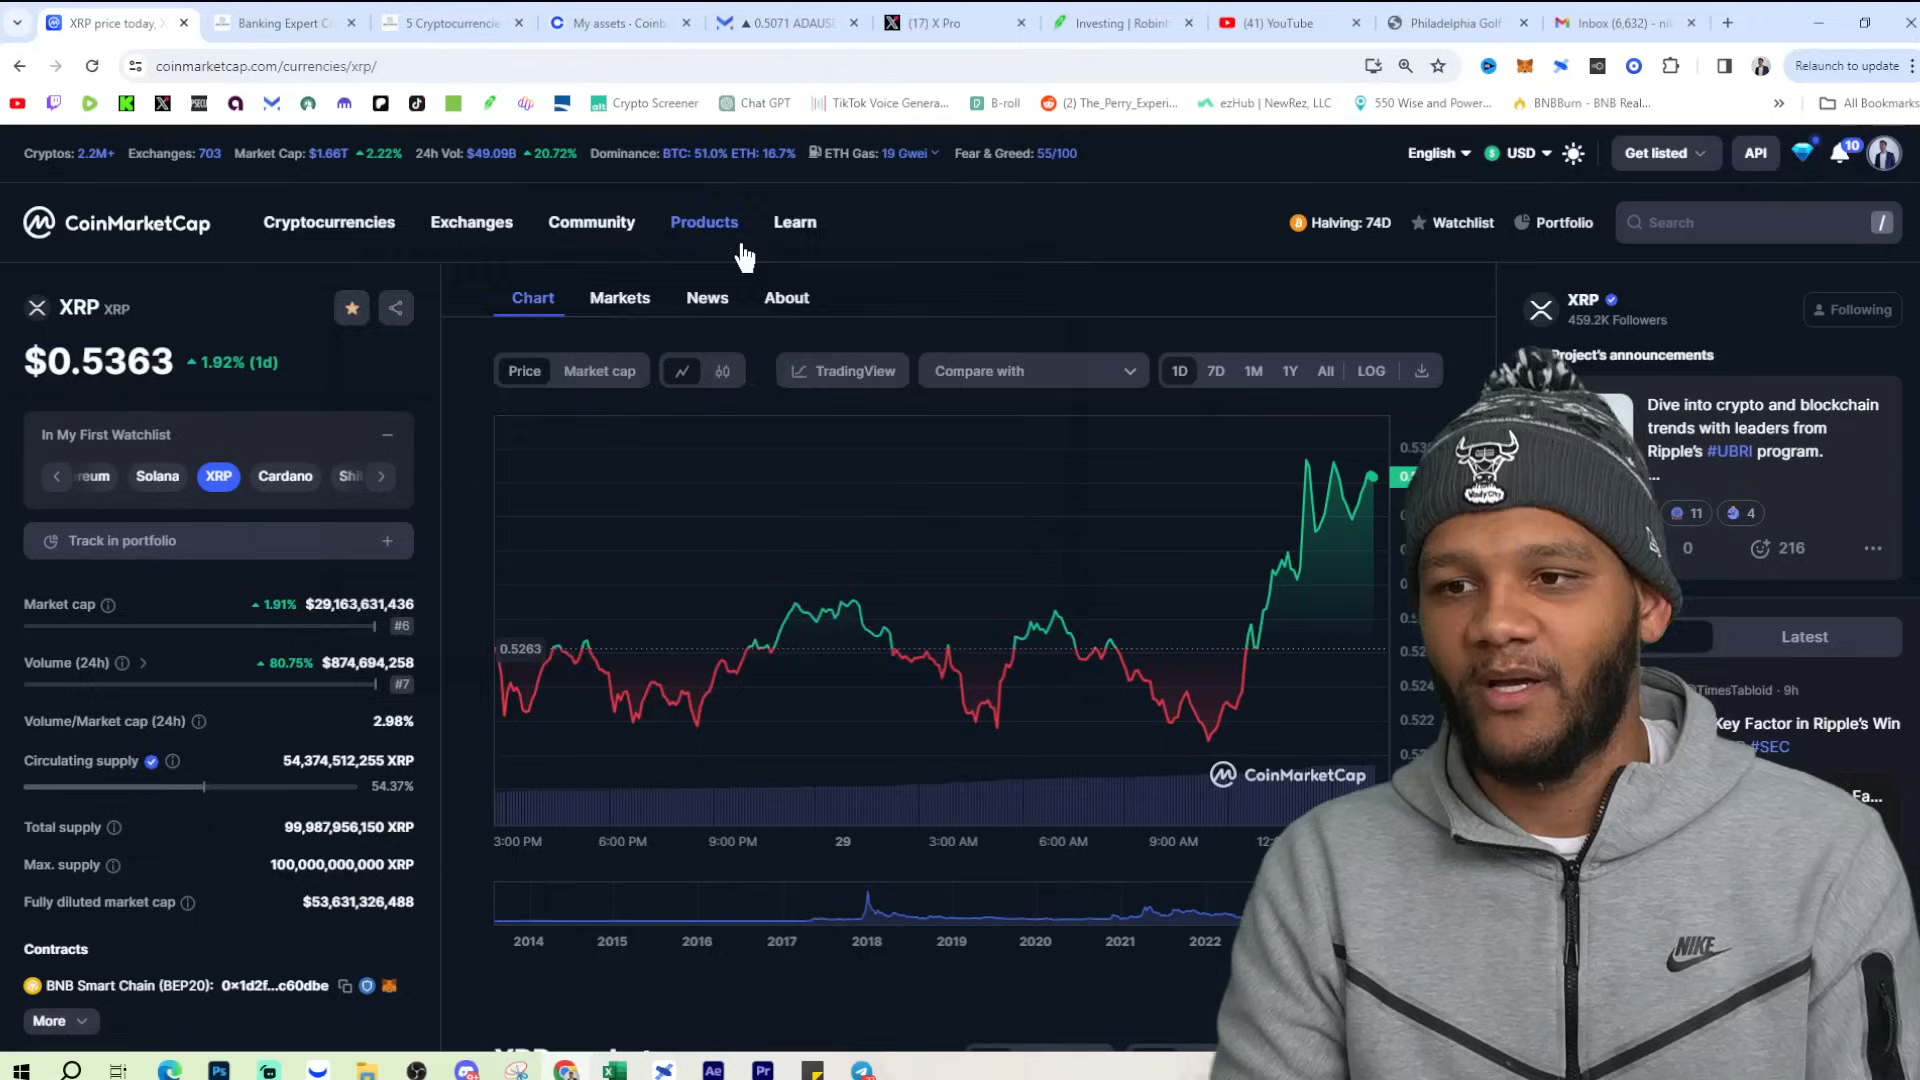 XRP price today,
Banking Expert Ca
5 Cryptocurrencie
My assets - Coinb
▲ 0.5071 ADAUS
(17) X Pro
Investing | Robinh
(41) YouTube
Philadelphia Golf
Inbox (6,632) - ni
coinmarketcap.com/currencies/xrp/
Relaunch to update
Crypto Screener
Chat GPT
TikTok Voice Genera...
B-roll
(2) The_Perry_Experi...
ezHub | NewRez, LLC
550 Wise and Power...
BNBBurn - BNB Real...
All Bookmarks
Cryptos: 2.2M+ Exchanges: 703 Market Cap: $1.66T 2.22% 24h Vol: $49.09B 20.72% Dominance: BTC: 51.0% ETH: 16.7% ETH Gas: 19 Gwei Fear & Greed: 55/100
English USD Get listed API 10
CoinMarketCap
Cryptocurrencies Exchanges Community Products Learn
Halving: 74D Watchlist Portfolio Search /
XRP XRP
$0.5363 1.92% (1d)
In My First Watchlist
reum Solana XRP Cardano Shi
Track in portfolio
Market cap 1.91% $29,163,631,436
#6
Volume (24h) 80.75% $874,694,258
#7
Volume/Market cap (24h) 2.98%
Circulating supply 54,374,512,255 XRP
54.37%
Total supply 99,987,956,150 XRP
Max. supply 100,000,000,000 XRP
Fully diluted market cap $53,631,326,488
Contracts
BNB Smart Chain (BEP20): 0x1d2f...c60dbe
More
Chart Markets News About
Price Market cap TradingView Compare with 1D 7D 1M 1Y All LOG
0.5263
0.524
0.522
CoinMarketCap
3:00 PM 6:00 PM 9:00 PM 29 3:00 AM 6:00 AM 9:00 AM
2014 2015 2016 2017 2018 2019 2020 2021 2022
XRP
459.2K Followers
Following
Project's announcements
Dive into crypto and blockchain
trends with leaders from
Ripple's #UBRI program.
...
11 4
0 216
Latest
TimesTabloid · 9h
Key Factor in Ripple's Win
#SEC
Fa...
Windy City
NIKE